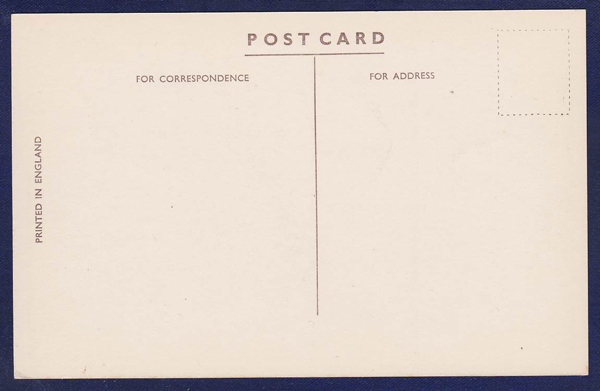 POST CARD
FOR CORRESPONDENCE
FOR ADDRESS
PRINTED IN ENGLAND